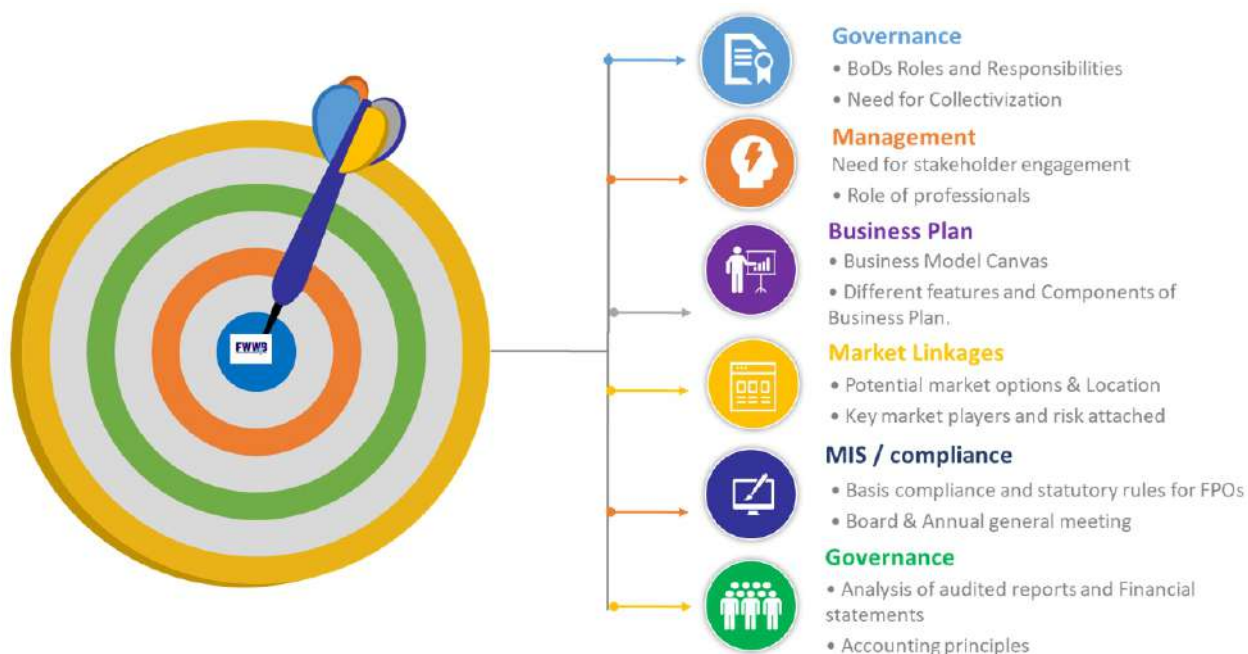 FWWB
Governance
• BoDs Roles and Responsibilities
• Need for Collectivization
Management
Need for stakeholder engagement
• Role of professionals
Business Plan
• Business Model Canvas
• Different features and Components of
Business Plan.
Market Linkages
• Potential market options & Location
• Key market players and risk attached
MIS / compliance
• Basis compliance and statutory rules for FPOs
• Board & Annual general meeting
Governance
• Analysis of audited reports and Financial
statements
• Accounting principles